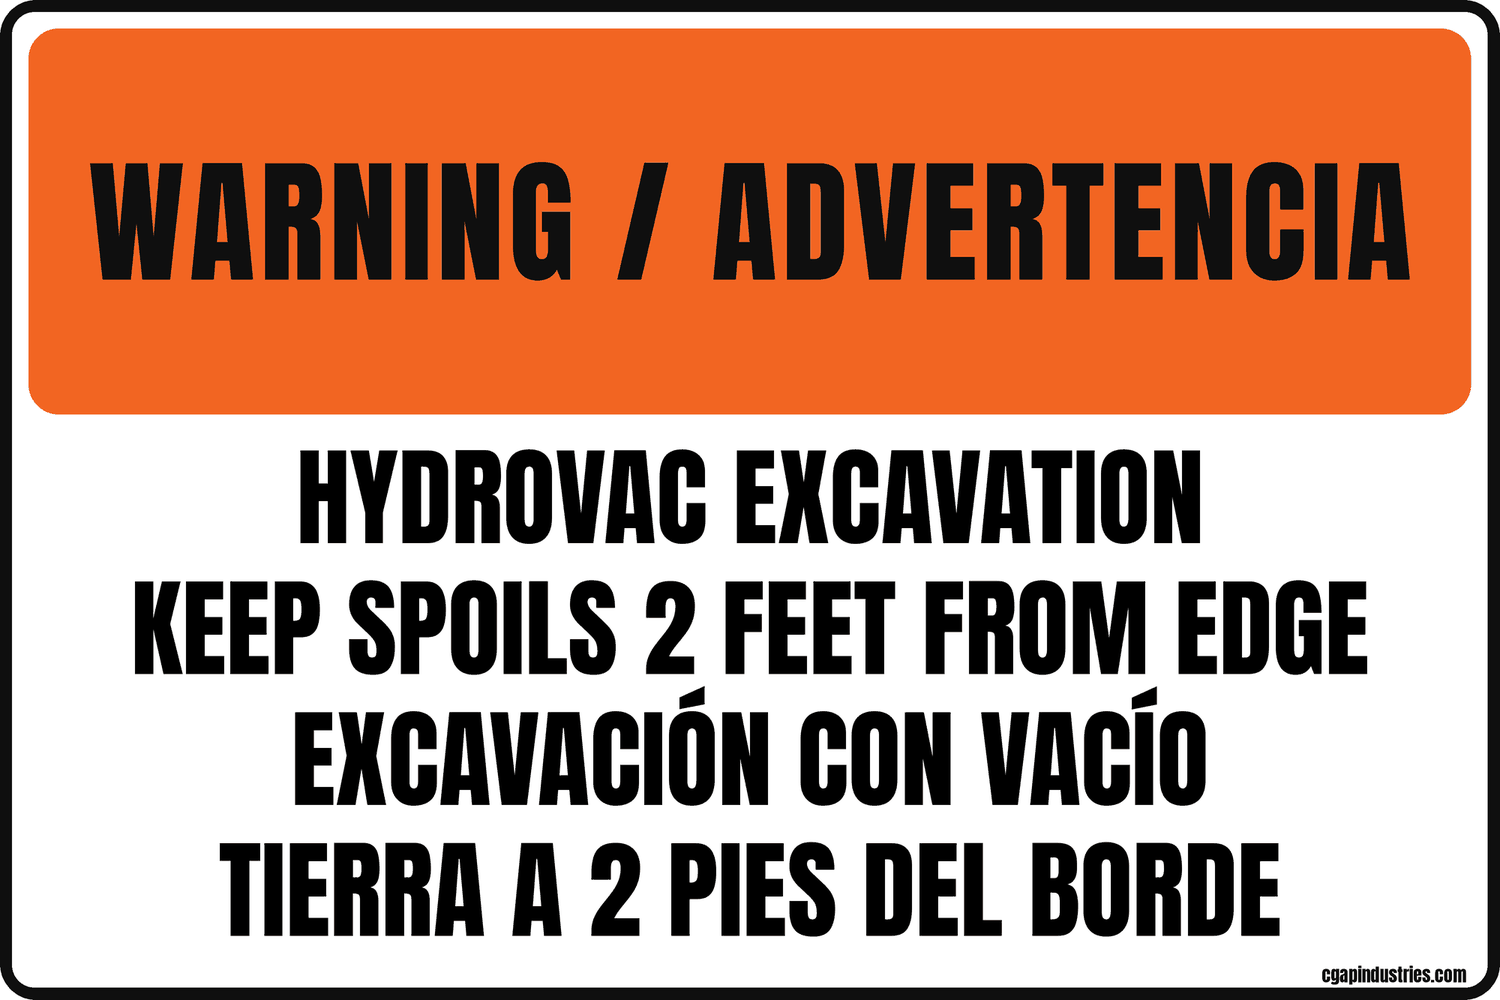 WARNING / ADVERTENCIA
HYDROVAC EXCAVATION
KEEP SPOILS 2 FEET FROM EDGE
EXCAVACIÓN CON VACÍO
TIERRA A 2 PIES DEL BORDE
cgapindustries.com